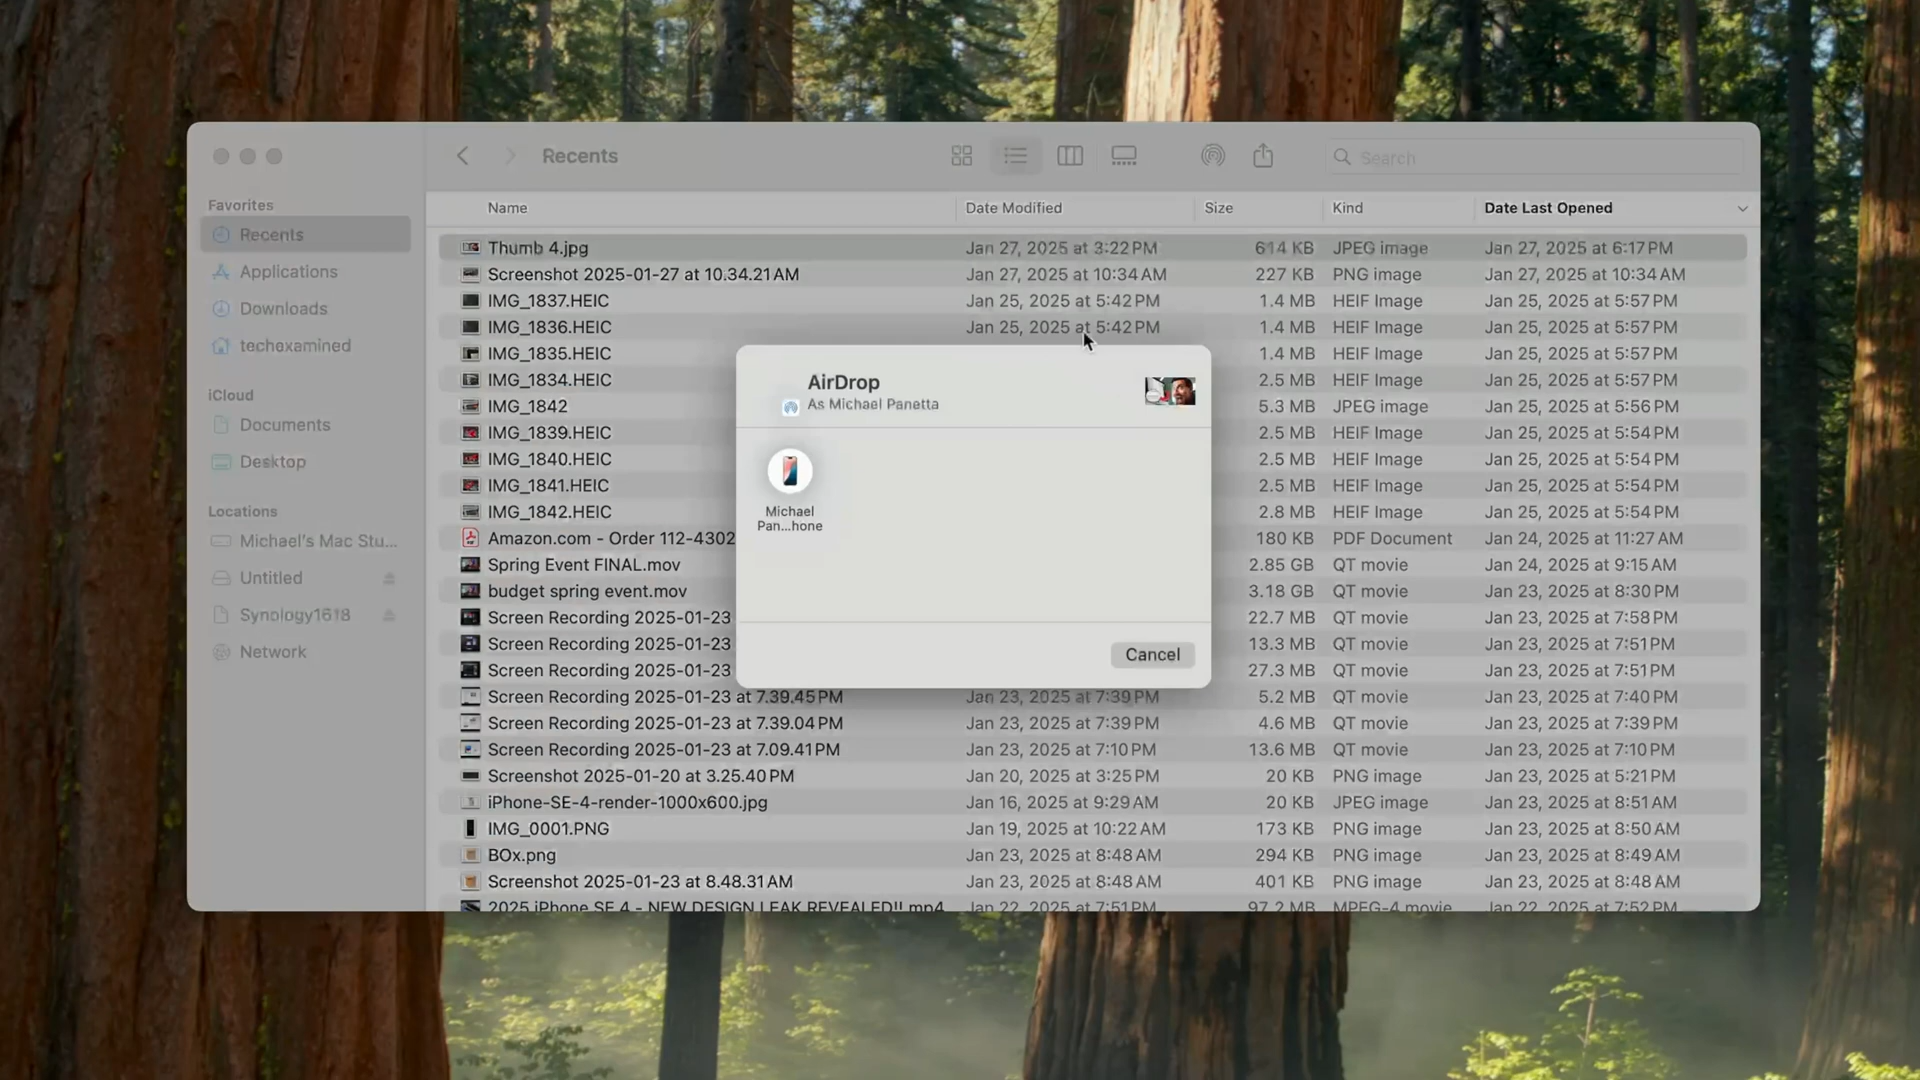 Recents
Search
Favorites
Recents
Applications
Downloads
techexamined
iCloud
Documents
Desktop
Locations
Michael's Mac Stu...
Untitled
Synology1618
Network
Name Date Modified Size Kind Date Last Opened
Thumb 4.jpg Jan 27, 2025 at 3:22 PM 614 KB JPEG image Jan 27, 2025 at 6:17 PM
Screenshot 2025-01-27 at 10.34.21 AM Jan 27, 2025 at 10:34 AM 227 KB PNG image Jan 27, 2025 at 10:34 AM
IMG_1837.HEIC Jan 25, 2025 at 5:42 PM 1.4 MB HEIF Image Jan 25, 2025 at 5:57 PM
IMG_1836.HEIC Jan 25, 2025 at 5:42 PM 1.4 MB HEIF Image Jan 25, 2025 at 5:57 PM
IMG_1835.HEIC 1.4 MB HEIF Image Jan 25, 2025 at 5:57 PM
IMG_1834.HEIC 2.5 MB HEIF Image Jan 25, 2025 at 5:57 PM
IMG_1842 5.3 MB JPEG image Jan 25, 2025 at 5:56 PM
IMG_1839.HEIC 2.5 MB HEIF Image Jan 25, 2025 at 5:54 PM
IMG_1840.HEIC 2.5 MB HEIF Image Jan 25, 2025 at 5:54 PM
IMG_1841.HEIC 2.5 MB HEIF Image Jan 25, 2025 at 5:54 PM
IMG_1842.HEIC 2.8 MB HEIF Image Jan 25, 2025 at 5:54 PM
Amazon.com - Order 112-4302 180 KB PDF Document Jan 24, 2025 at 11:27 AM
Spring Event FINAL.mov 2.85 GB QT movie Jan 24, 2025 at 9:15 AM
budget spring event.mov 3.18 GB QT movie Jan 23, 2025 at 8:30 PM
Screen Recording 2025-01-23 22.7 MB QT movie Jan 23, 2025 at 7:58 PM
Screen Recording 2025-01-23 13.3 MB QT movie Jan 23, 2025 at 7:51 PM
Screen Recording 2025-01-23 27.3 MB QT movie Jan 23, 2025 at 7:51 PM
Screen Recording 2025-01-23 at 7.39.45 PM Jan 23, 2025 at 7:39 PM 5.2 MB QT movie Jan 23, 2025 at 7:40 PM
Screen Recording 2025-01-23 at 7.39.04 PM Jan 23, 2025 at 7:39 PM 4.6 MB QT movie Jan 23, 2025 at 7:39 PM
Screen Recording 2025-01-23 at 7.09.41 PM Jan 23, 2025 at 7:10 PM 13.6 MB QT movie Jan 23, 2025 at 7:10 PM
Screenshot 2025-01-20 at 3.25.40 PM Jan 20, 2025 at 3:25 PM 20 KB PNG image Jan 23, 2025 at 5:21 PM
iPhone-SE-4-render-1000x600.jpg Jan 16, 2025 at 9:29 AM 20 KB JPEG image Jan 23, 2025 at 8:51 AM
IMG_0001.PNG Jan 19, 2025 at 10:22 AM 173 KB PNG image Jan 23, 2025 at 8:50 AM
BOx.png Jan 23, 2025 at 8:48 AM 294 KB PNG image Jan 23, 2025 at 8:49 AM
Screenshot 2025-01-23 at 8.48.31 AM Jan 23, 2025 at 8:48 AM 401 KB PNG image Jan 23, 2025 at 8:48 AM
2025 iPhone SE 4 - NEW DESIGN LEAK REVEALED!!.mp4 Jan 22, 2025 at 7:51 PM 97.2 MB MPEG-4 movie Jan 22, 2025 at 7:52 PM
AirDrop
As Michael Panetta
Michael
Pan...hone
Cancel